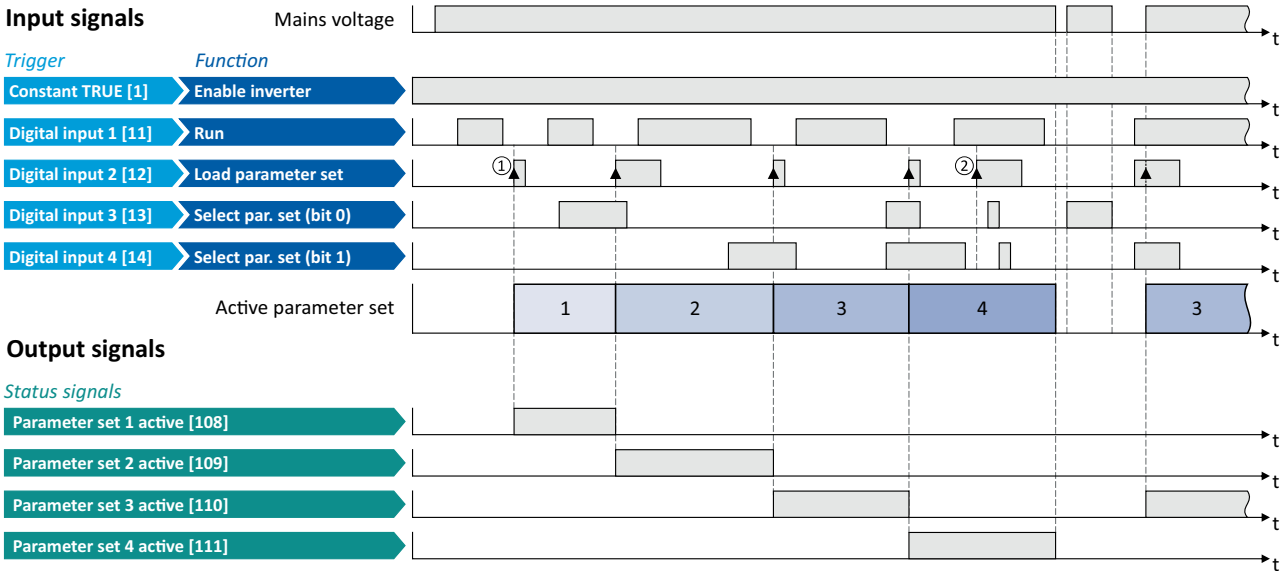 Input signals
Mains voltage
t
Trigger
Function
Constant TRUE [1]
Enable inverter
t
Digital input 1 [11]
Run
t
Digital input 2 [12]
Load parameter set
1
2
t
Digital input 3 [13]
Select par. set (bit 0)
t
Digital input 4 [14]
Select par. set (bit 1)
t
Active parameter set
1
2
3
4
3
t
Output signals
Status signals
Parameter set 1 active [108]
t
Parameter set 2 active [109]
t
Parameter set 3 active [110]
t
Parameter set 4 active [111]
t